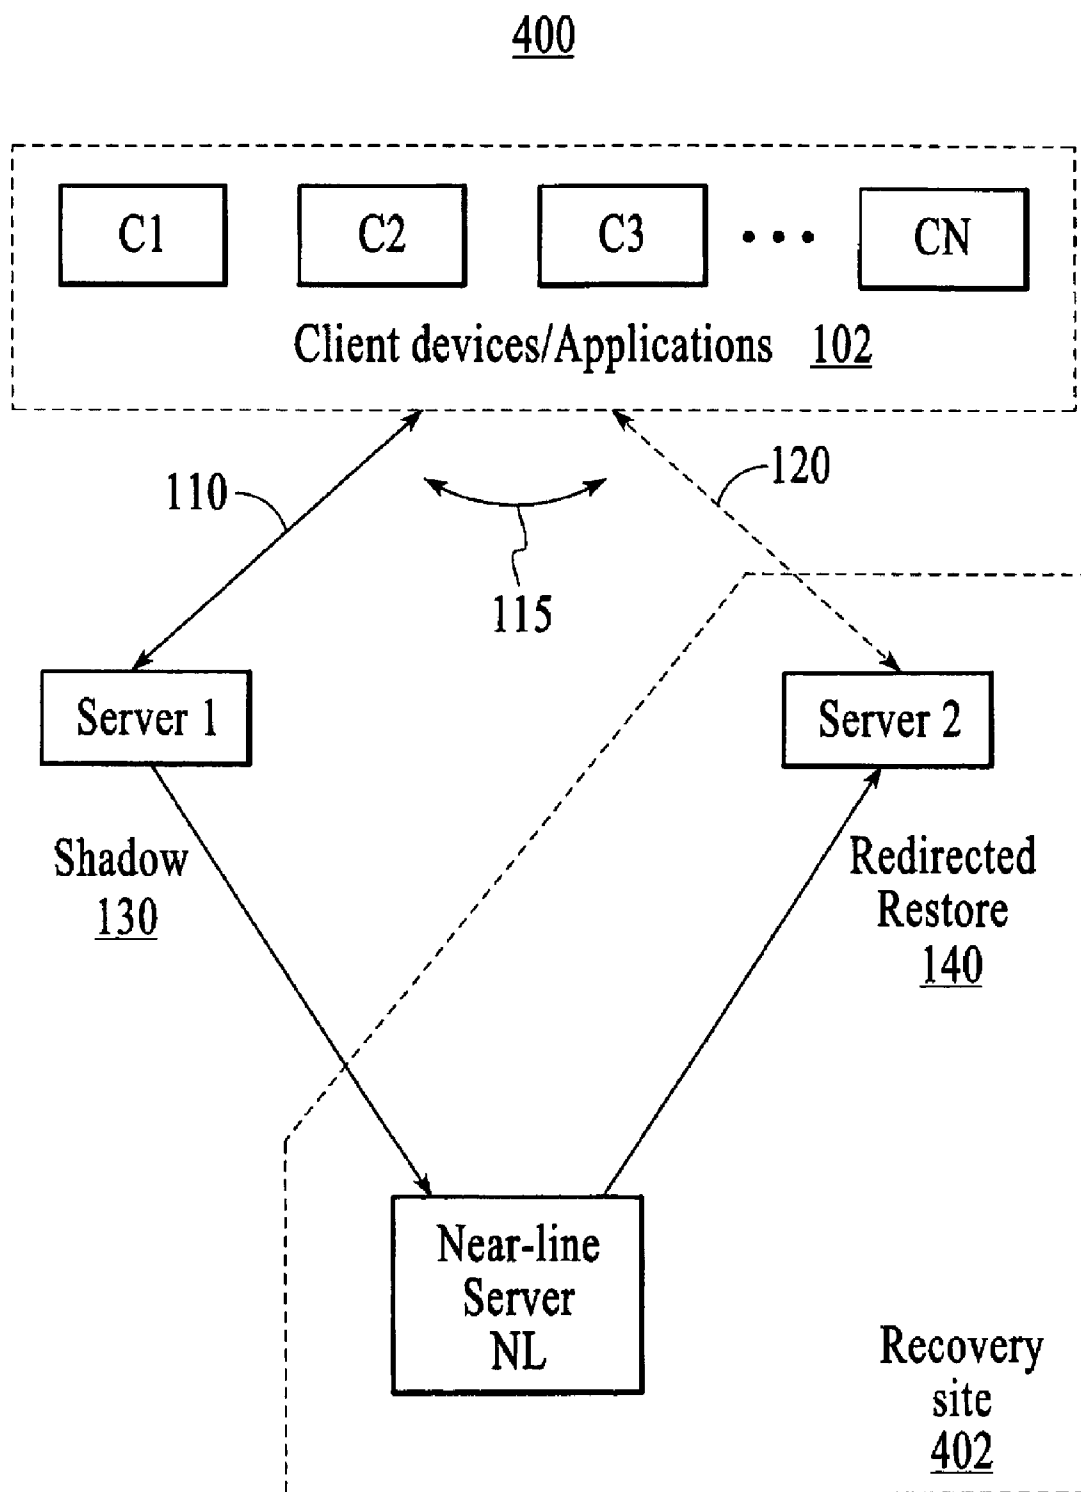 400
C1 C2 C3 ••• CN
Client devices/Applications 102
110
120
115
Server 1
Server 2
Shadow
130
Redirected
Restore
140
Near-line
Server
NL
Recovery
site
402